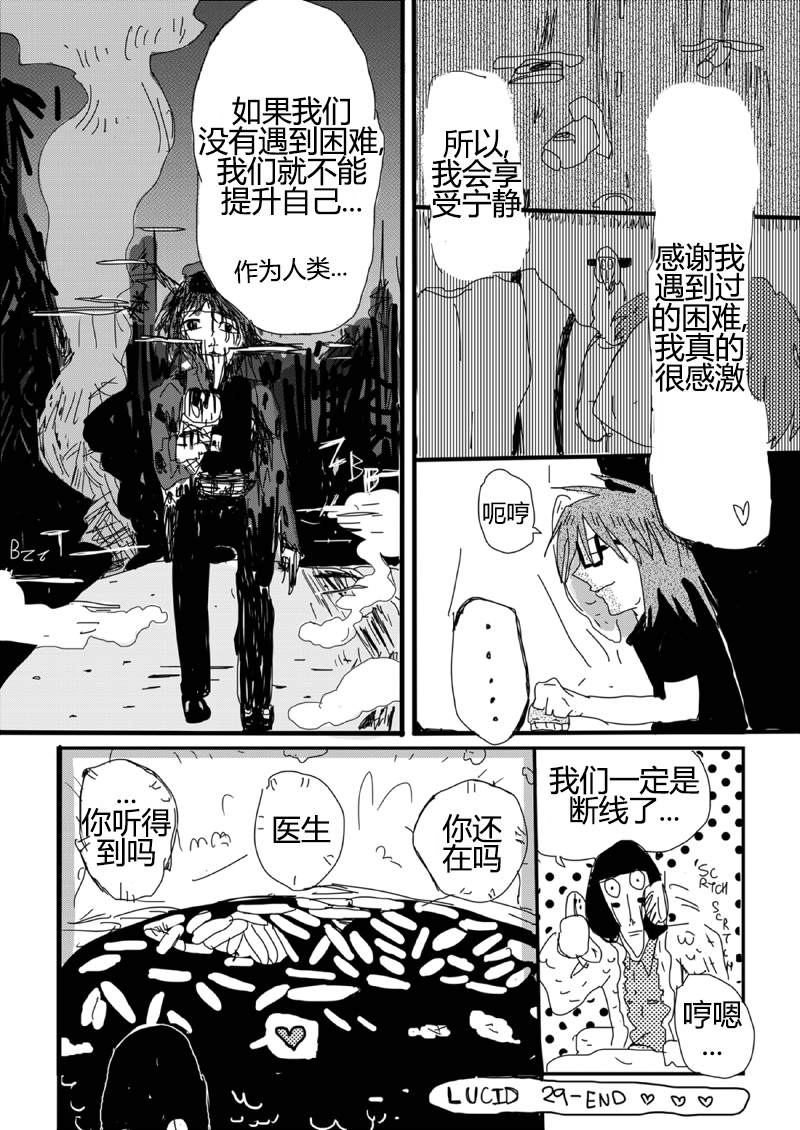 感谢我
遇到过
的困难,
我真的
很感激
所以,
我会享
受宁静
如果我们
没有遇到困难,
我们就不能
提升自己...
作为人类...
BZZT
ZBB
呃哼
......
我们一定是
断线了...
SCRTCH
SCRTCH
哼嗯
...
你还
在吗
医生
...
你听得
到吗
LUCID 29-END